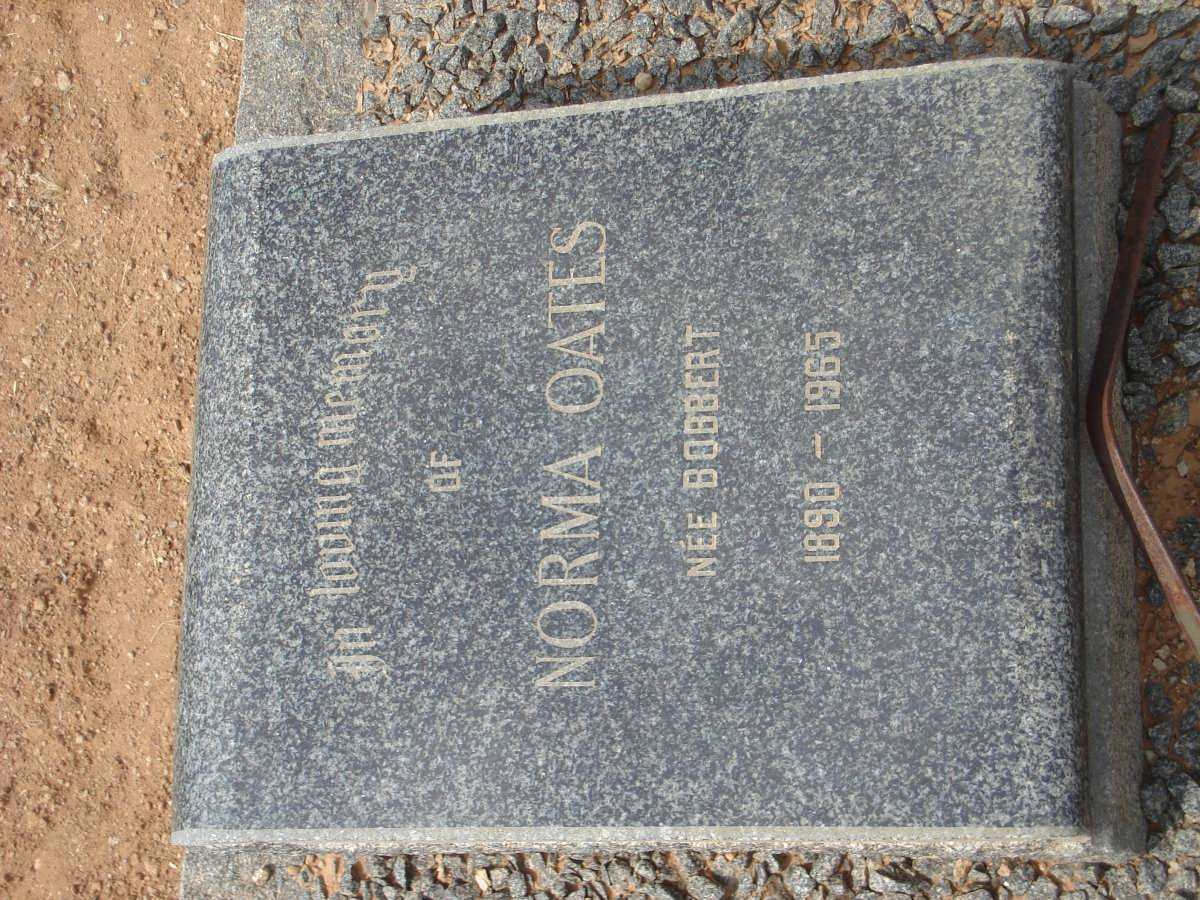 In loving memory
OF
NORMA OATES
NÉE BOBBERT
1890 — 1965